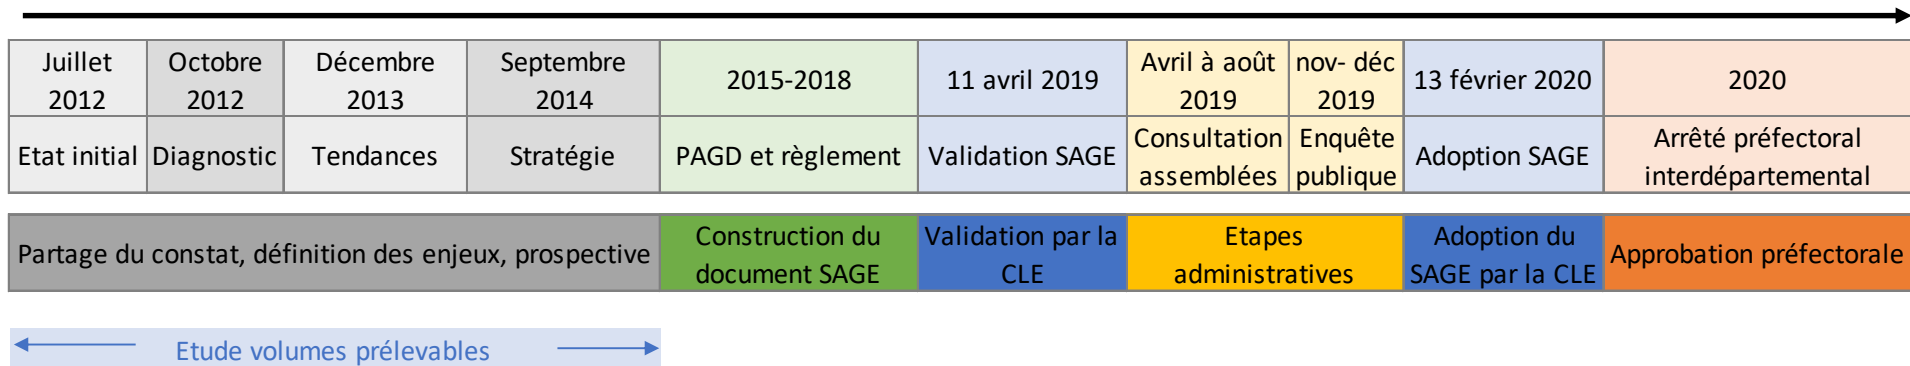 Juillet
2012
Octobre
2012
Décembre
2013
Septembre
2014
2015-2018
11 avril 2019
Avril à août
2019
nov- déc
2019
13 février 2020
2020
Etat initial
Diagnostic
Tendances
Stratégie
PAGD et règlement
Validation SAGE
Consultation
assemblées
Enquête
publique
Adoption SAGE
Arrêté préfectoral
interdépartemental
Partage du constat, définition des enjeux, prospective
Construction du
document SAGE
Validation par la
CLE
Etapes
administratives
Adoption du
SAGE par la CLE
Approbation préfectorale
Etude volumes prélevables